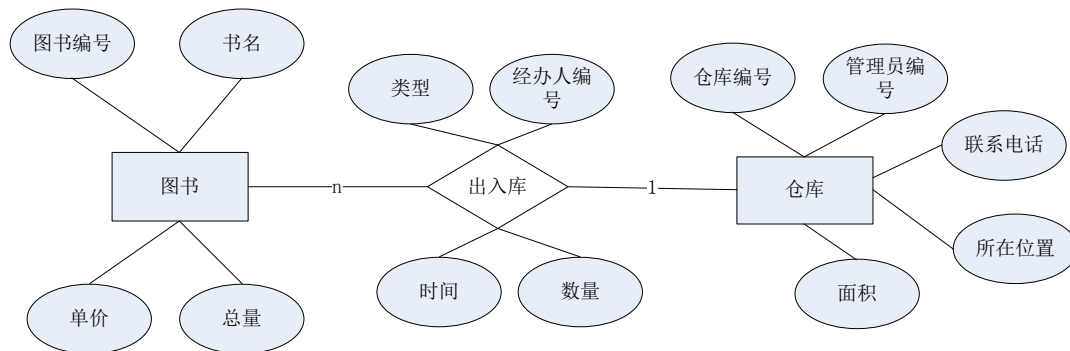 图书编号
书名
类型
经办人编
号
仓库编号
管理员编
号
联系电话
图书
n
出入库
1
仓库
所在位置
单价
总量
时间
数量
面积